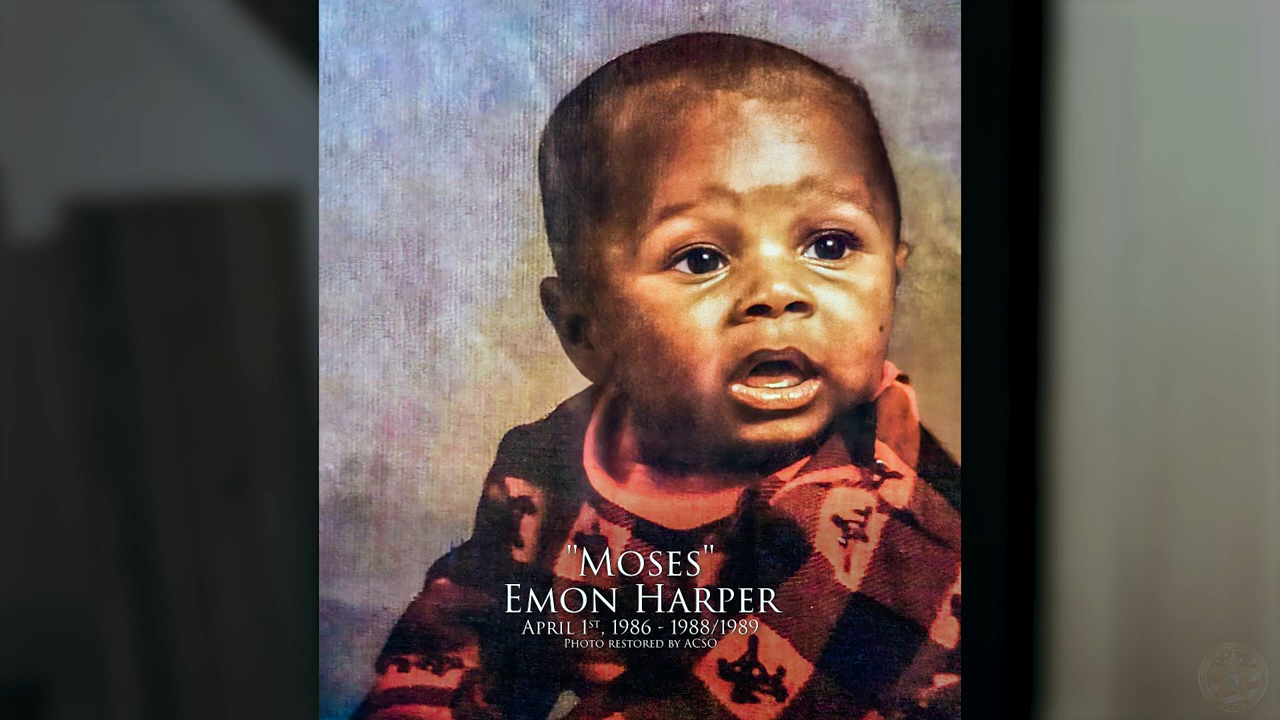 "Moses"
Emon Harper
April 1st, 1986 - 1988/1989
Photo restored by ACSO